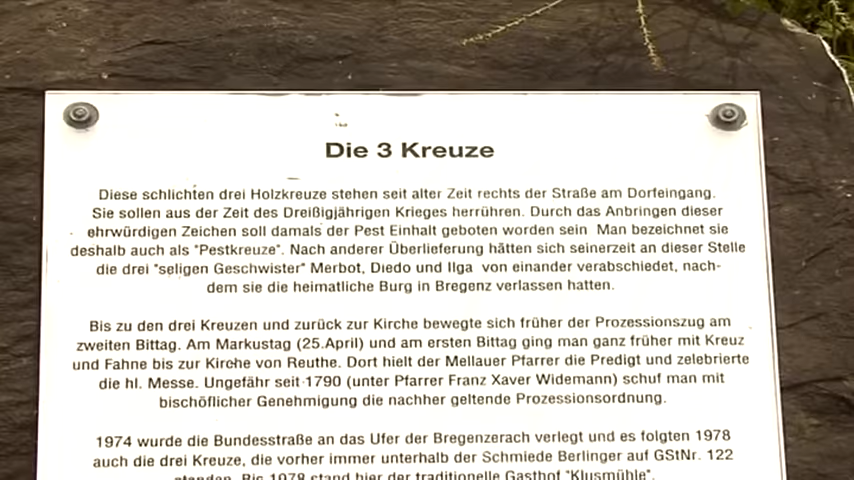 Die 3 Kreuze
Diese schlichten drei Holzkreuze stehen seit alter Zeit rechts der Straße am Dorfeingang.
Sie sollen aus der Zeit des Dreißigjährigen Krieges herrühren. Durch das Anbringen dieser
ehrwürdigen Zeichen soll damals der Pest Einhalt geboten worden sein Man bezeichnet sie
deshalb auch als "Pestkreuze". Nach anderer Überlieferung hätten sich seinerzeit an dieser Stelle
die drei "seligen Geschwister" Merbot, Diedo und Ilga von einander verabschiedet, nach-
dem sie die heimatliche Burg in Bregenz verlassen hatten.
Bis zu den drei Kreuzen und zurück zur Kirche bewegte sich früher der Prozessionszug am
zweiten Bittag. Am Markustag (25.April) und am ersten Bittag ging man ganz früher mit Kreuz
und Fahne bis zur Kirche von Reuthe. Dort hielt der Mellauer Pfarrer die Predigt und zelebrierte
die hl. Messe. Ungefähr seit 1790 (unter Pfarrer Franz Xaver Widemann) schuf man mit
bischöflicher Genehmigung die nachher geltende Prozessionsordnung.
1974 wurde die Bundesstraße an das Ufer der Bregenzerach verlegt und es folgten 1978
auch die drei Kreuze, die vorher immer unterhalb der Schmiede Berlinger auf GStNr. 122
standen. Bis 1978 stand hier der traditionelle Gasthof "Klusmühle".